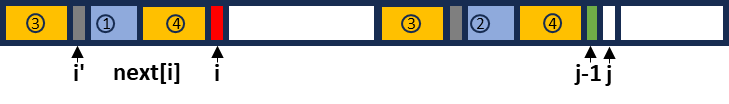 ③ ① ④ ③ ② ④
i' next[i] i j-1 j